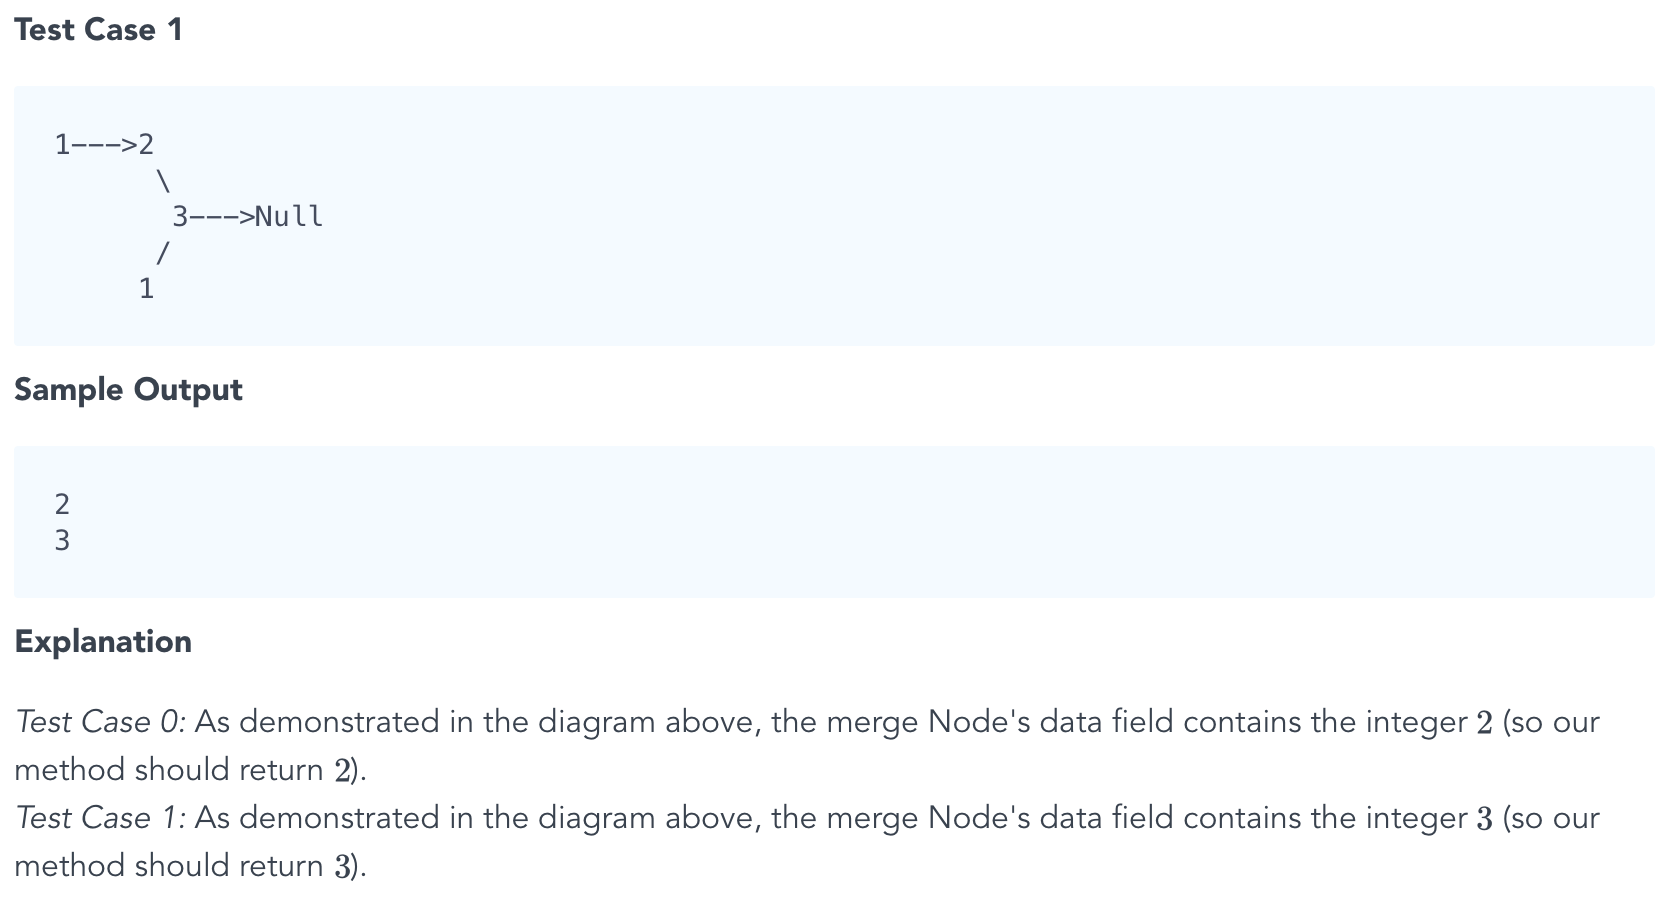 Test Case 1
1--->2
      \
       3--->Null
      /
     1
Sample Output
2
3
Explanation
Test Case 0: As demonstrated in the diagram above, the merge Node's data field contains the integer 2 (so our
method should return 2).
Test Case 1: As demonstrated in the diagram above, the merge Node's data field contains the integer 3 (so our
method should return 3).